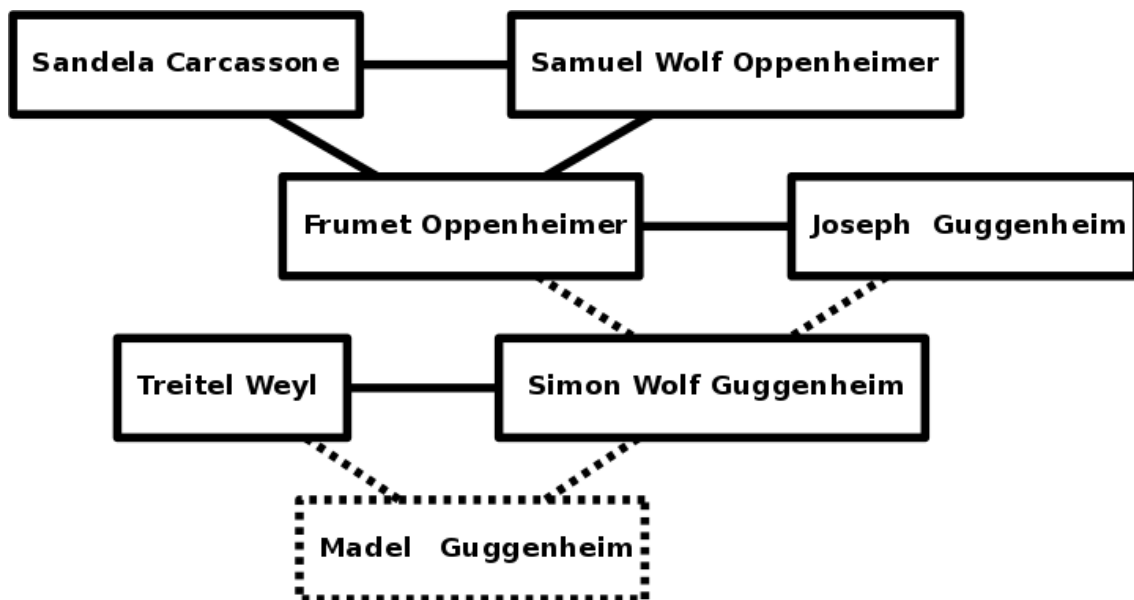 Sandela Carcassone
Samuel Wolf Oppenheimer
Frumet Oppenheimer
Joseph Guggenheim
Treitel Weyl
Simon Wolf Guggenheim
Madel Guggenheim